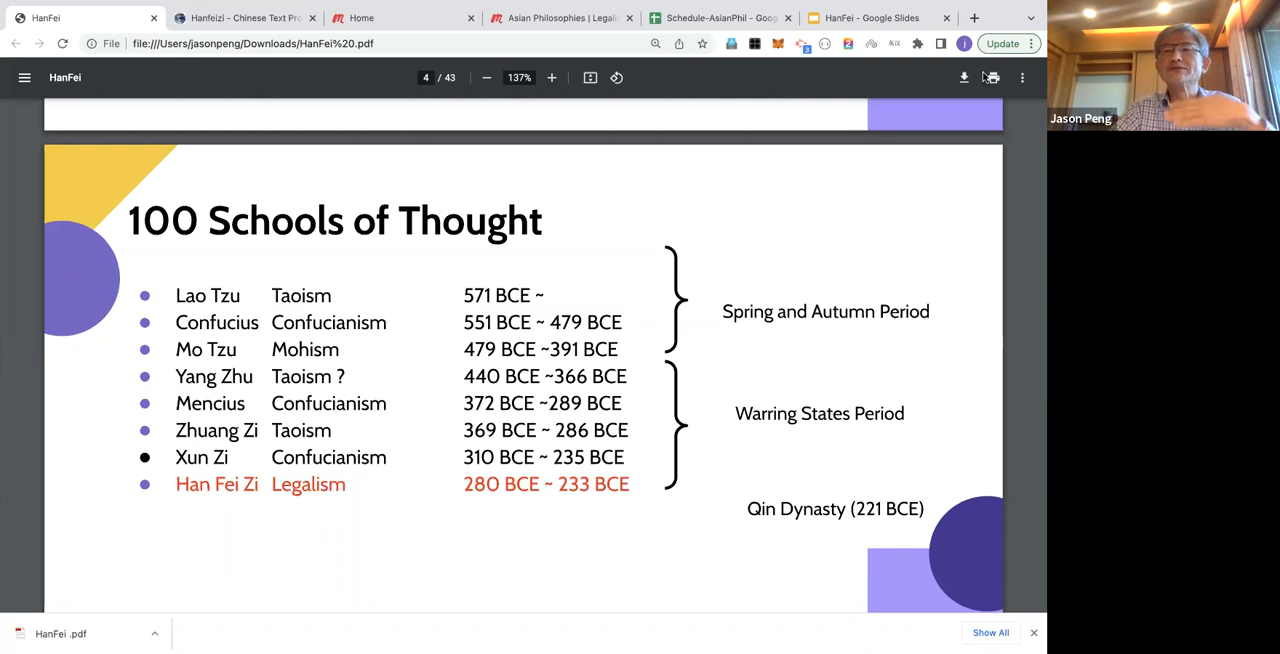 HanFei
Hanfeizi - Chinese Text Pro
Home
Asian Philosophies | Legali
Schedule-AsianPhil - Goog
HanFei - Google Slides
File
file:///Users/jasonpeng/Downloads/HanFei%20.pdf
3
2
j
Update
HanFei
4 / 43
137%
Jason Peng
100 Schools of Thought
Lao Tzu Taoism 571 BCE ~
Confucius Confucianism 551 BCE ~ 479 BCE
Spring and Autumn Period
Mo Tzu Mohism 479 BCE ~391 BCE
Yang Zhu Taoism ? 440 BCE ~366 BCE
Mencius Confucianism 372 BCE ~289 BCE
Warring States Period
Zhuang Zi Taoism 369 BCE ~ 286 BCE
Xun Zi Confucianism 310 BCE ~ 235 BCE
Han Fei Zi Legalism 280 BCE ~ 233 BCE
Qin Dynasty (221 BCE)
HanFei .pdf
Show All